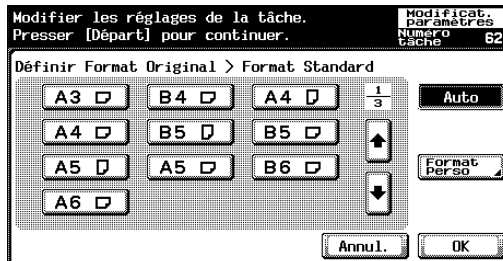 Modifier les réglages de la tâche.
Presser [Départ] pour continuer.
Modificat.
paramètres
Numéro
tâche 62
Définir Format Original > Format Standard
A3 B4 A4
1
3
Auto
A4 B5 B5
A5 A5 B6
Format
Perso
A6
Annul. OK